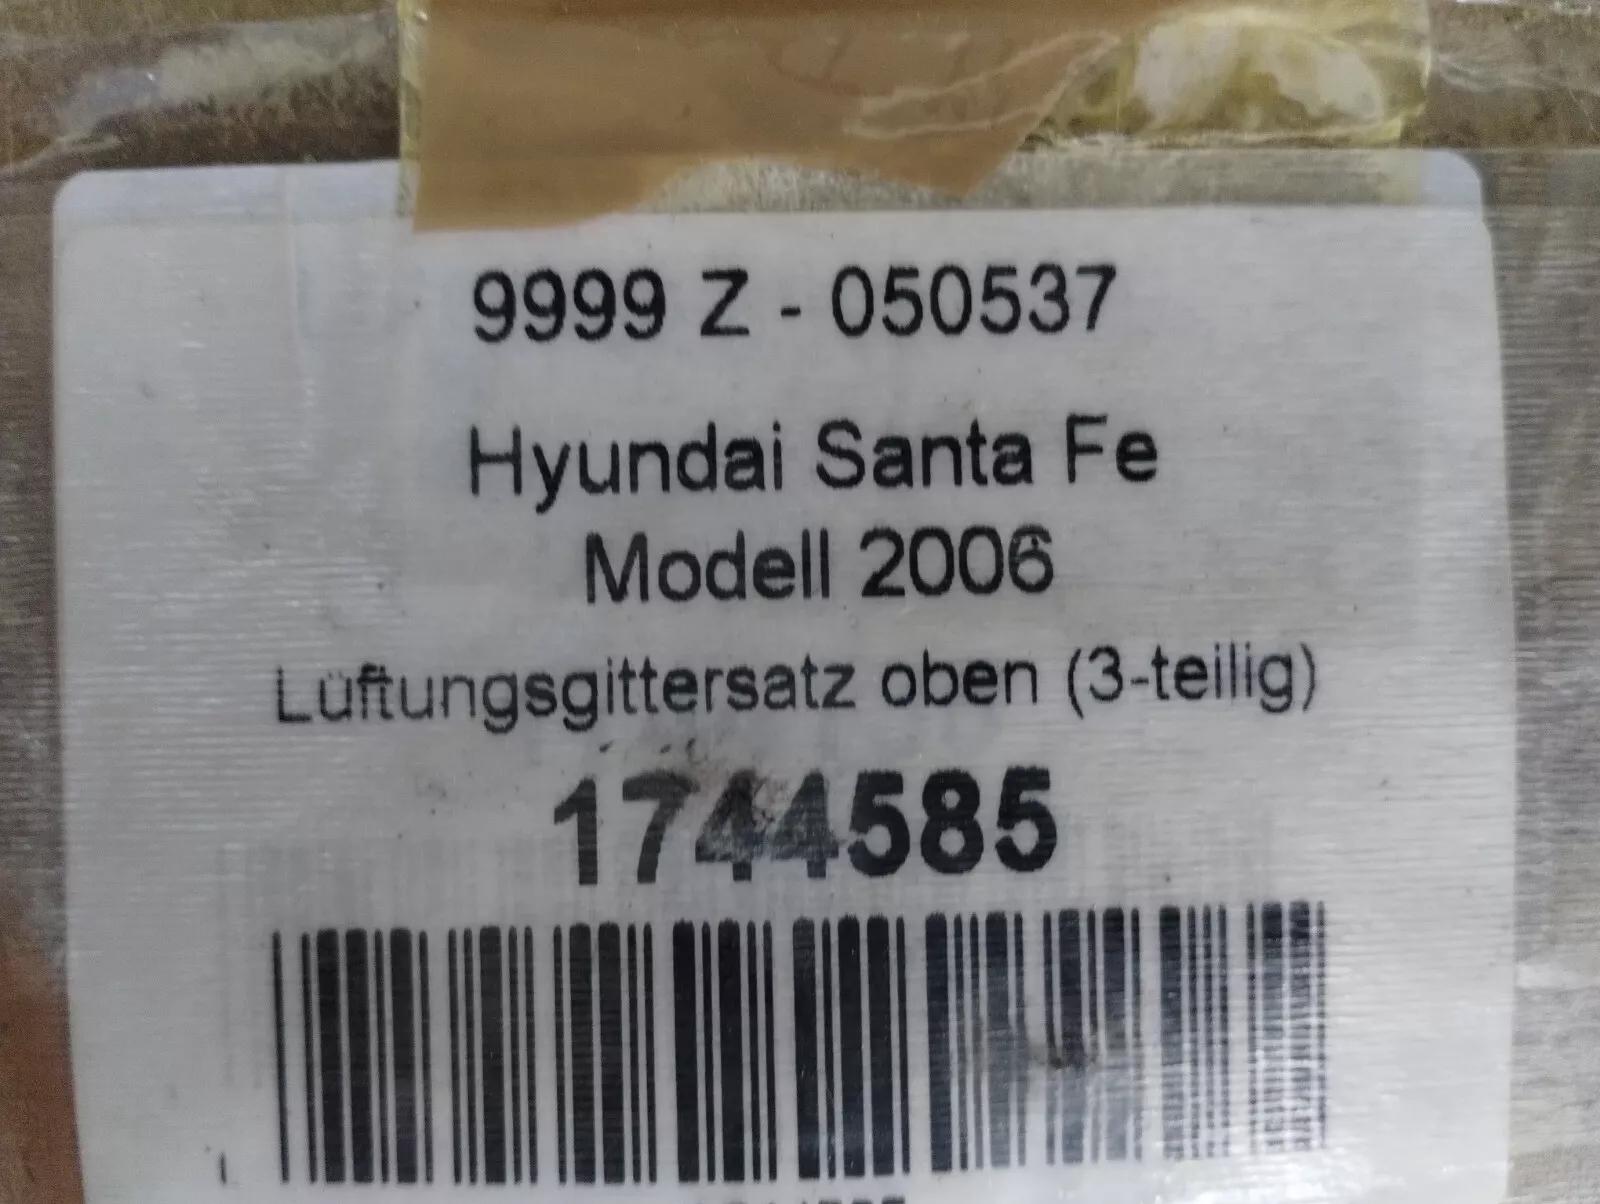 9999 Z - 050537
Hyundai Santa Fe
Modell 2006
Lüftungsgittersatz oben (3-teilig)
1744585